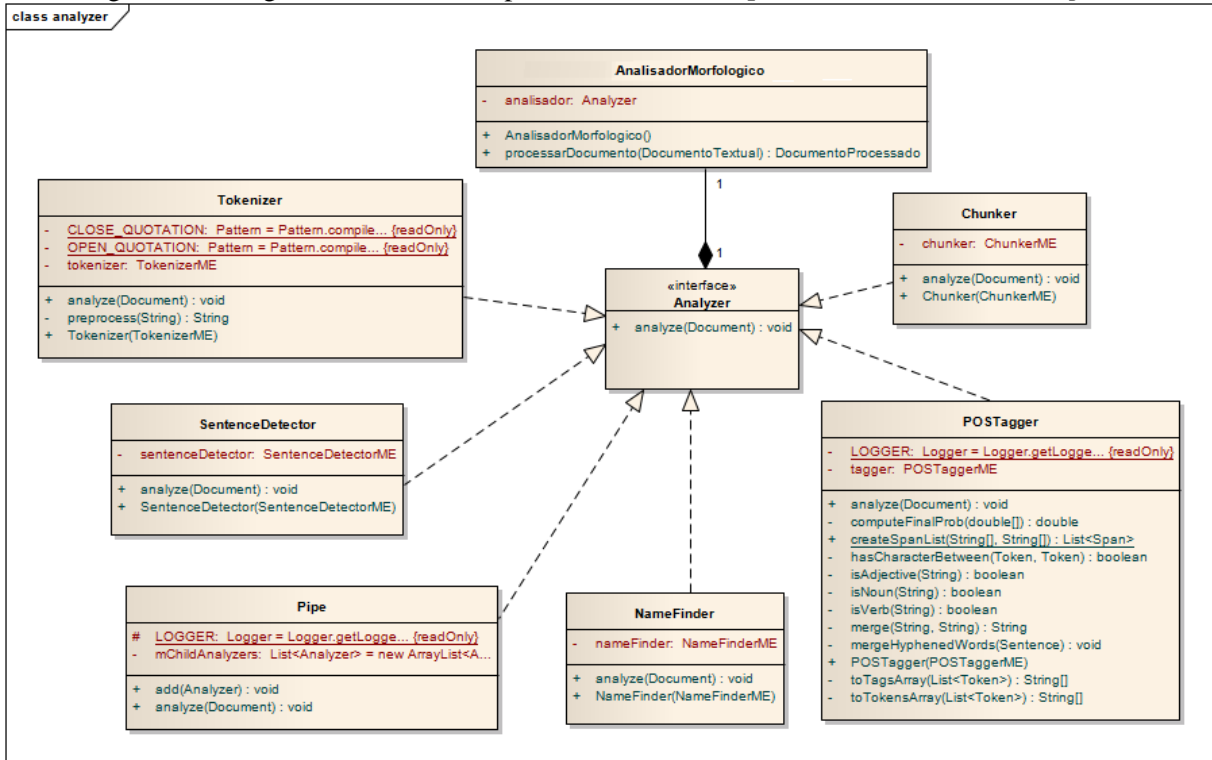 class analyzer
AnalisadorMorfologico
- analisador: Analyzer
+ AnalisadorMorfologico()
+ processarDocumento(DocumentoTextual) : DocumentoProcessado
1
1
Tokenizer
- CLOSE_QUOTATION: Pattern = Pattern.compile... {readOnly}
- OPEN_QUOTATION: Pattern = Pattern.compile... {readOnly}
- tokenizer: TokenizerME
+ analyze(Document) : void
- preprocess(String) : String
+ Tokenizer(TokenizerME)
«interface»
Analyzer
+ analyze(Document) : void
Chunker
- chunker: ChunkerME
+ analyze(Document) : void
+ Chunker(ChunkerME)
SentenceDetector
- sentenceDetector: SentenceDetectorME
+ analyze(Document) : void
+ SentenceDetector(SentenceDetectorME)
POSTagger
- LOGGER: Logger = Logger.getLogge... {readOnly}
- tagger: POSTaggerME
+ analyze(Document) : void
- computeFinalProb(double[]) : double
+ createSpanList(String[], String[]) : List<Span>
- hasCharacterBetween(Token, Token) : boolean
- isAdjective(String) : boolean
- isNoun(String) : boolean
- isVerb(String) : boolean
- merge(String, String) : String
- mergeHyphenedWords(Sentence) : void
+ POSTagger(POSTaggerME)
- toTagsArray(List<Token>) : String[]
- toTokensArray(List<Token>) : String[]
Pipe
# LOGGER: Logger = Logger.getLogge... {readOnly}
- mChildAnalyzers: List<Analyzer> = new ArrayList<A...
+ add(Analyzer) : void
+ analyze(Document) : void
NameFinder
- nameFinder: NameFinderME
+ analyze(Document) : void
+ NameFinder(NameFinderME)